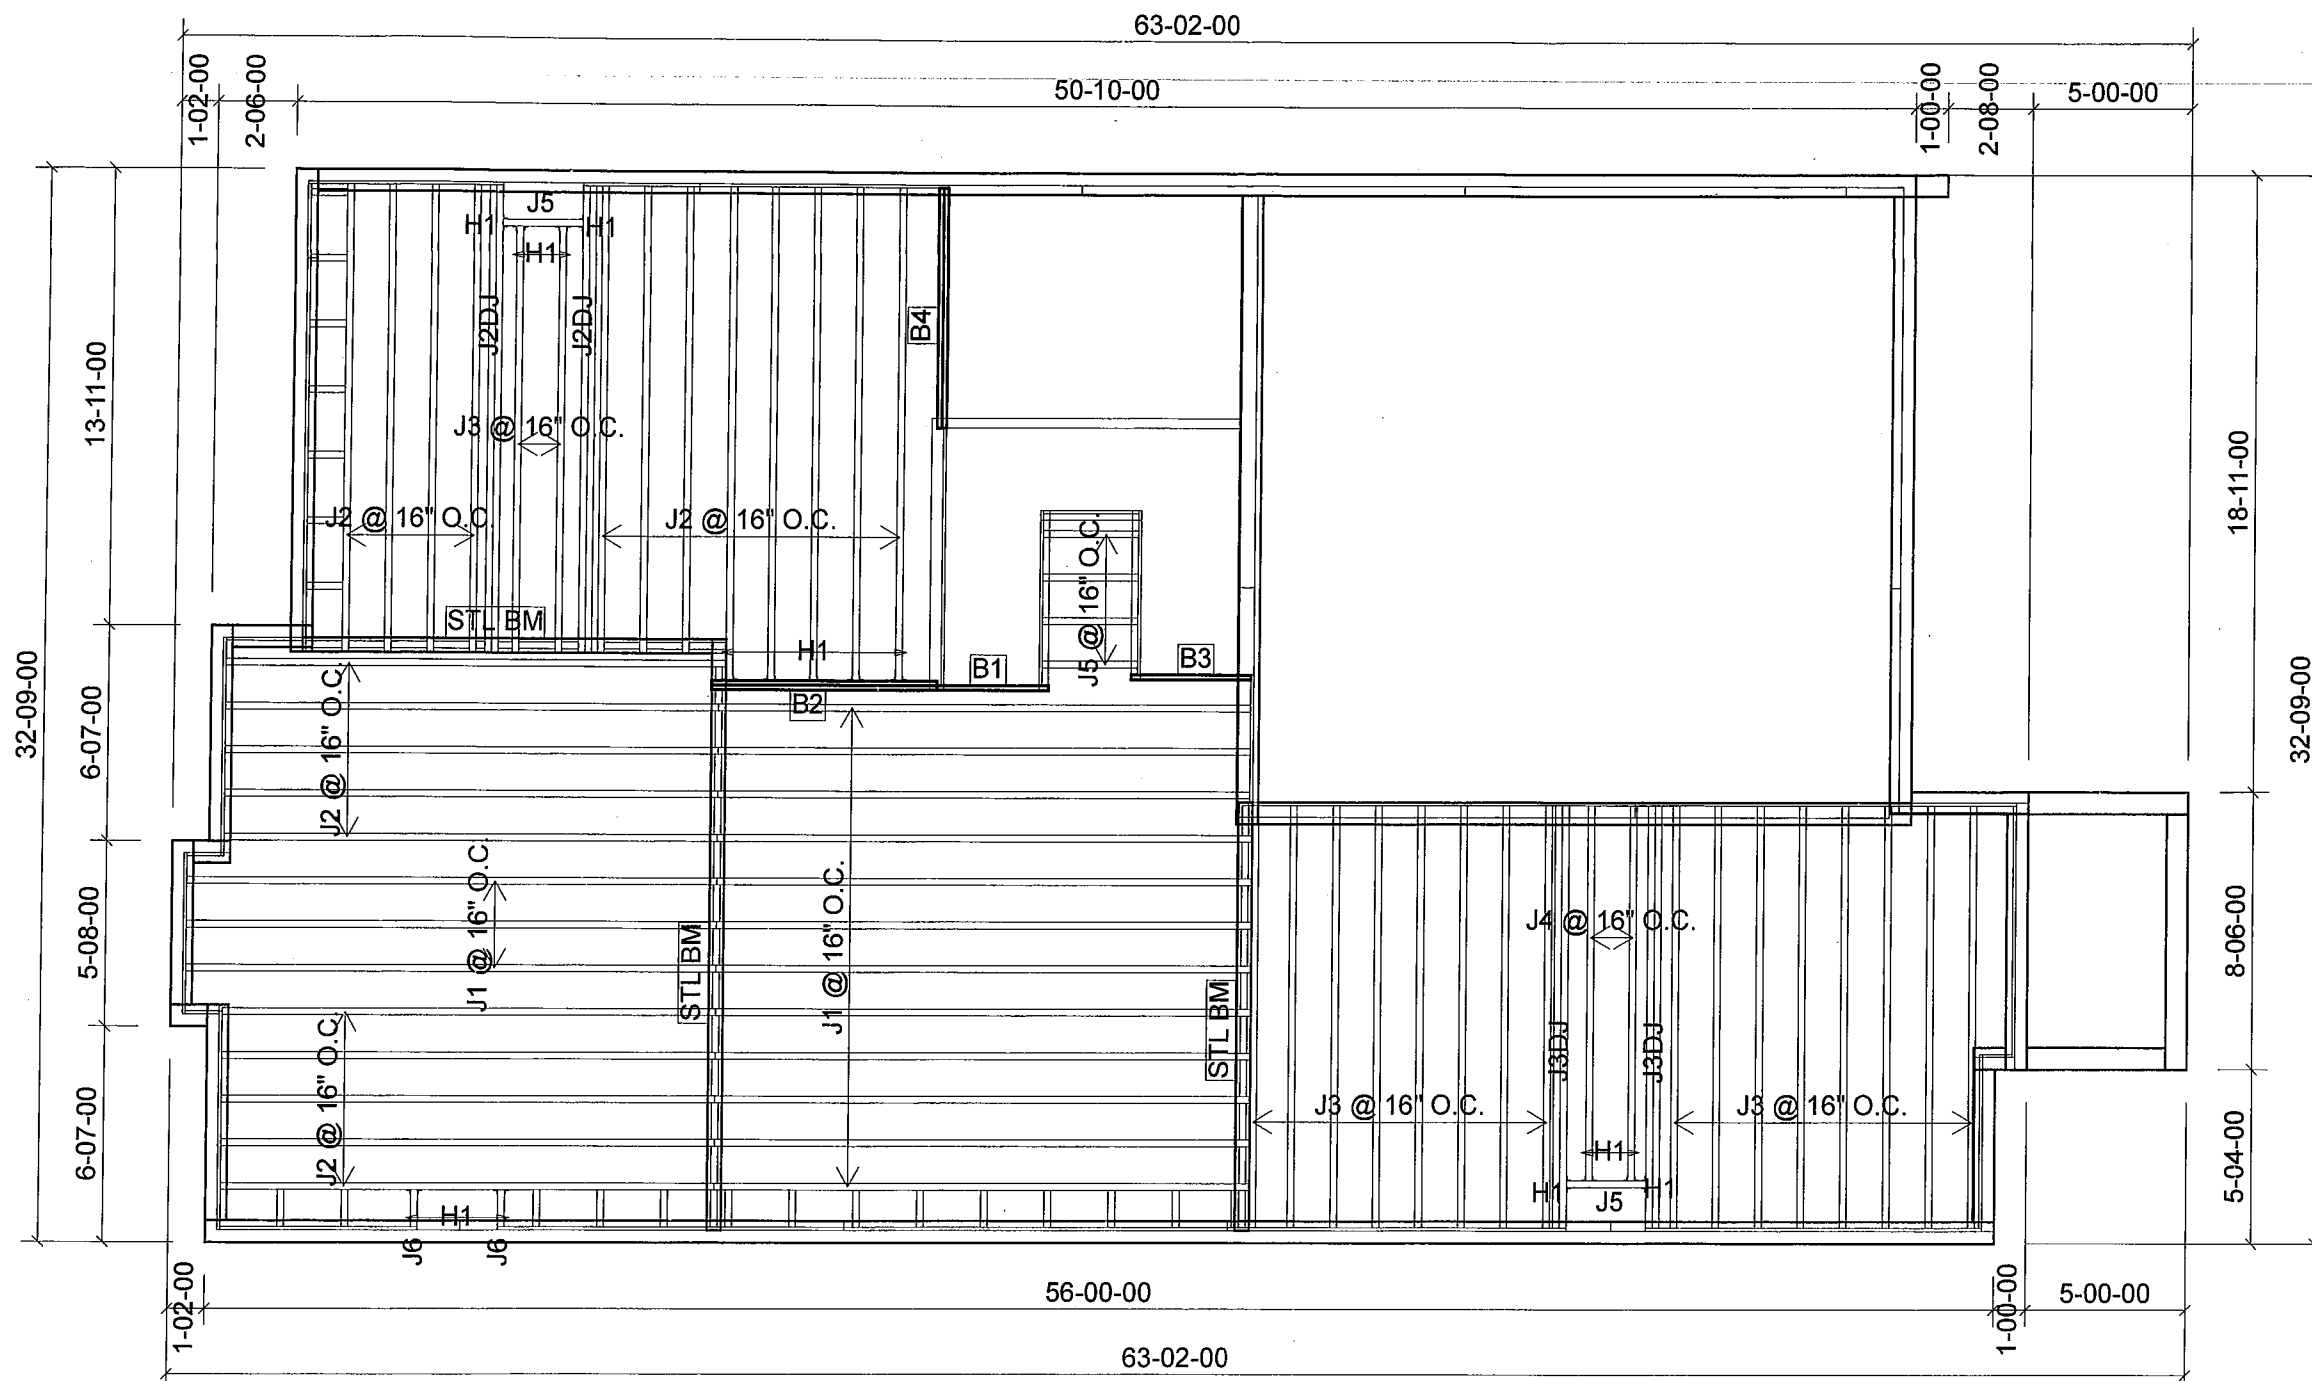 63-02-00
1-02-00
2-06-00
50-10-00
1-00-00
2-08-00
5-00-00
J5
H1
H1
H1
J2DJ
J2DJ
B4
13-11-00
J3 @ 16" O.C.
J2 @ 16" O.C.
J2 @ 16" O.C.
J5 @ 16" O.C.
18-11-00
STL BM
H1
B1
B3
B2
32-09-00
6-07-00
J2 @ 16" O.C.
32-09-00
J1 @ 16" O.C.
J1 @ 16" O.C.
5-08-00
STL BM
STL BM
J4 @ 16" O.C.
8-06-00
J2 @ 16" O.C.
J3DJ
J3DJ
J3 @ 16" O.C.
J3 @ 16" O.C.
6-07-00
H1
H1
H1
J5
5-04-00
H1
J6
J6
1-02-00
56-00-00
1-00-00
5-00-00
63-02-00